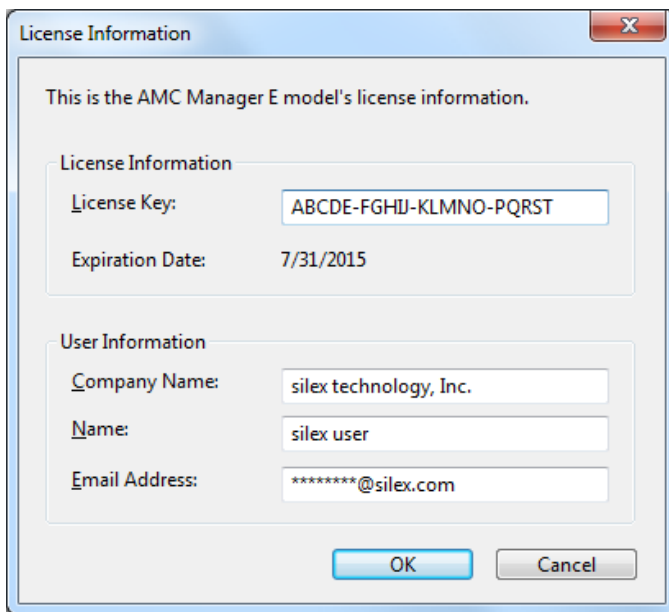 License Information
This is the AMC Manager E model's license information.
License Information
License Key: ABCDE-FGHIJ-KLMNO-PQRST
Expiration Date: 7/31/2015
User Information
Company Name: silex technology, Inc.
Name: silex user
Email Address: ********@silex.com
OK Cancel